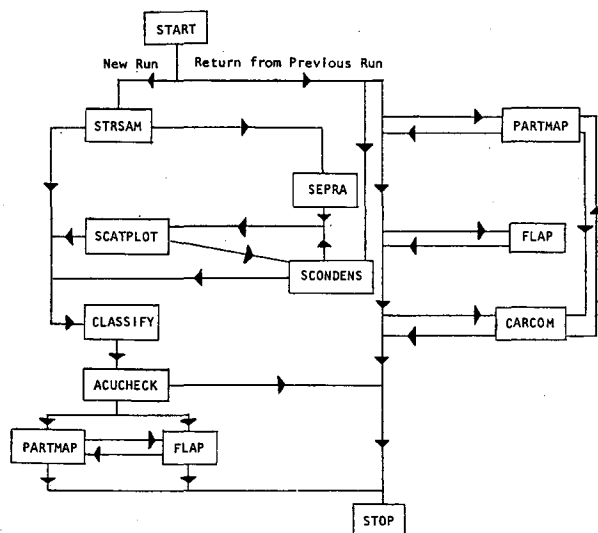 START
New Run
Return from Previous Run
STRSAM
PARTMAP
SEPRA
SCATPLOT
FLAP
SCONDENS
CLASSIFY
CARCOM
ACUCHECK
PARTMAP
FLAP
STOP